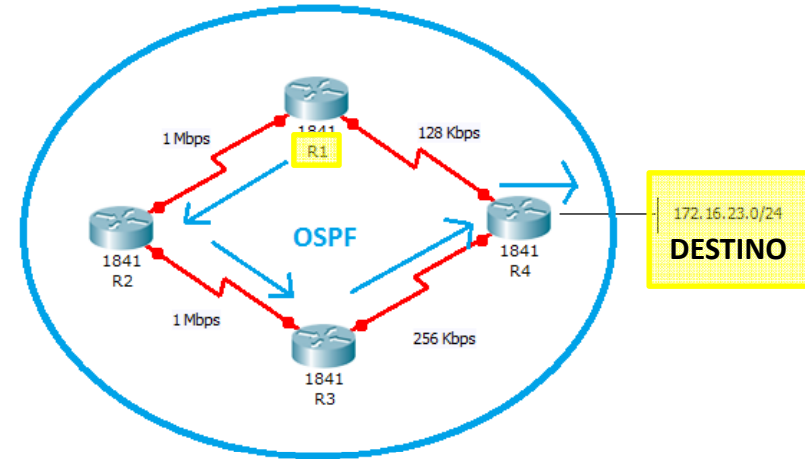 1841
R1
1 Mbps
128 Kbps
OSPF
1841
R2
1841
R4
172.16.23.0/24
DESTINO
1 Mbps
256 Kbps
1841
R3